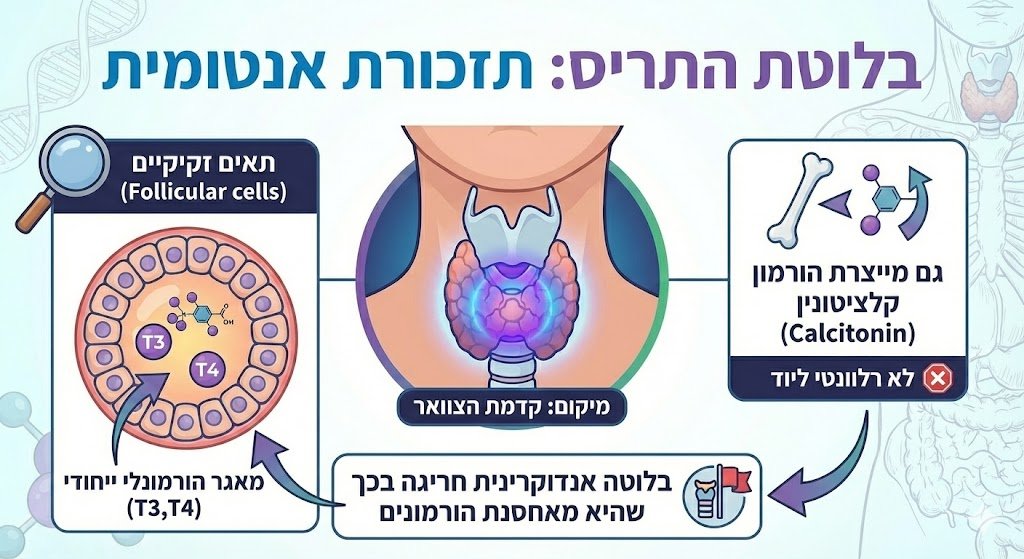 בלוטת התריס: תזכורת אנטומית
גם מייצרת הורמון
קלציטונין
(Calcitonin)
לא רלוונטי ליוד
מיקום: קדמת הצוואר
תאים זקיקיים
(Follicular cells)
OH
T3
T4
מאגר הורמונלי ייחודי
(T3,T4)
בלוטה אנדוקרינית חריגה בכך
שהיא מאחסנת הורמונים